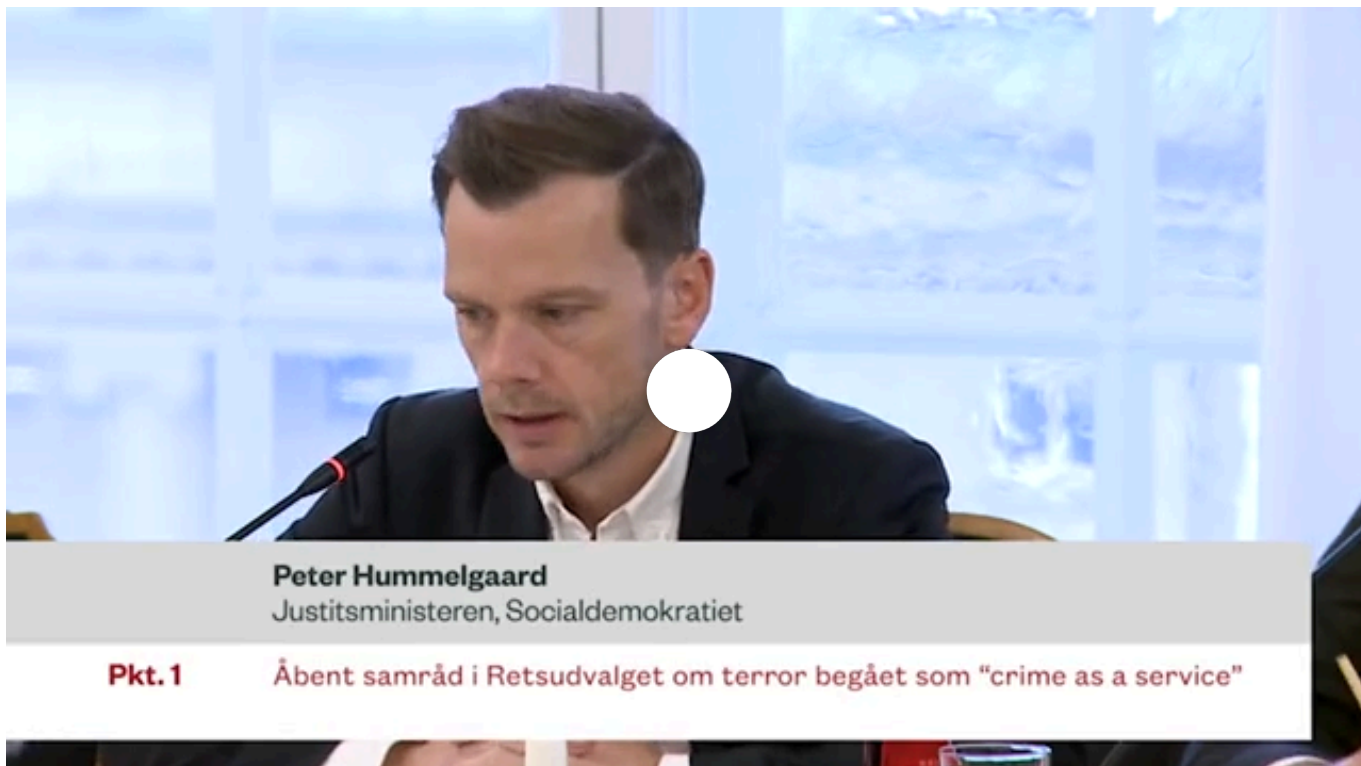 Peter Hummelgaard
Justitsministeren, Socialdemokratiet
Pkt. 1 Åbent samråd i Retsudvalget om terror begået som “crime as a service”